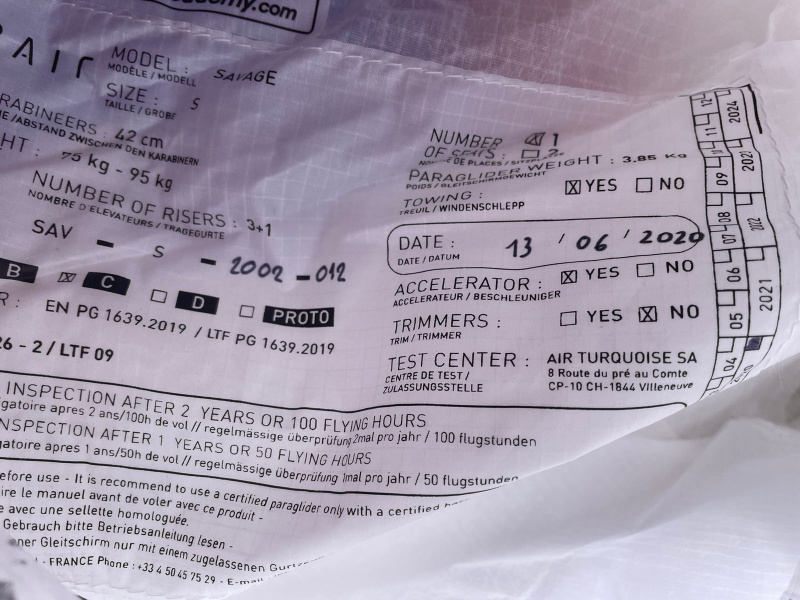 omy.com
AIR
MODEL : SAVAGE
MODÈLE / MODELL
SIZE : S
TAILLE / GRÖBE
RABINEERS : 42 cm
E /ABSTAND ZWISCHEN DEN KARABINERN
HT : 75 kg - 95 kg
NUMBER OF RISERS : 3+1
NOMBRE D'ELEVATEURS / TRAGEGURTE
SAV - S - 2002 - 012
B C D PROTO
R : EN PG 1639.2019 / LTF PG 1639.2019
26 - 2 / LTF 09
NUMBER 1
OF SEATS : 2
PARAGLIDER WEIGHT : 3.85 Kg
POIDS / GLEITSCHIRMGEWICHT
TOWING : YES NO
TREUIL / WINDENSCHLEPP
DATE : 13 / 06 / 2020
DATE / DATUM
ACCELERATOR : YES NO
ACCELERATEUR / BESCHLEUNIGER
TRIMMERS : YES NO
TRIM / TRIMMER
TEST CENTER : AIR TURQUOISE SA
CENTRE DE TEST / 8 Route du pré au Comte
ZULASSUNGSSTELLE CP-10 CH-1844 Villeneuve
12 11 09 07/08 06 05 04
2024 2022 2021
INSPECTION AFTER 2 YEARS OR 100 FLYING HOURS
igatoire apres 2 ans/100h de vol // regelmässige überprüfung 2mal pro jahr / 100 flugstunden
INSPECTION AFTER 1 YEARS OR 50 FLYING HOURS
gatoire apres 1 ans/50h de vol // regelmässige überprüfung 1mal pro jahr / 50 flugstunden
efore use - It is recommend to use a certified paraglider only with a certified
ire le manuel avant de voler avec ce produit -
e avec une sellette homologuée.
Gebrauch bitte Betriebsanleitung lesen -
ner Gleitschirm nur mit einem zugelassenen Gurtz
- FRANCE Phone : +33 4 50 45 75 29 - E-mail